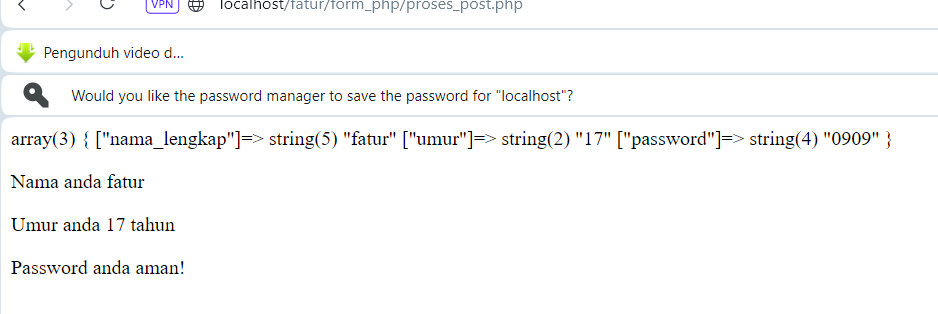 VPN localhost/fatur/form_php/proses_post.php
Pengunduh video d...
Would you like the password manager to save the password for "localhost"?
array(3) { ["nama_lengkap"]=> string(5) "fatur" ["umur"]=> string(2) "17" ["password"]=> string(4) "0909" }
Nama anda fatur
Umur anda 17 tahun
Password anda aman!